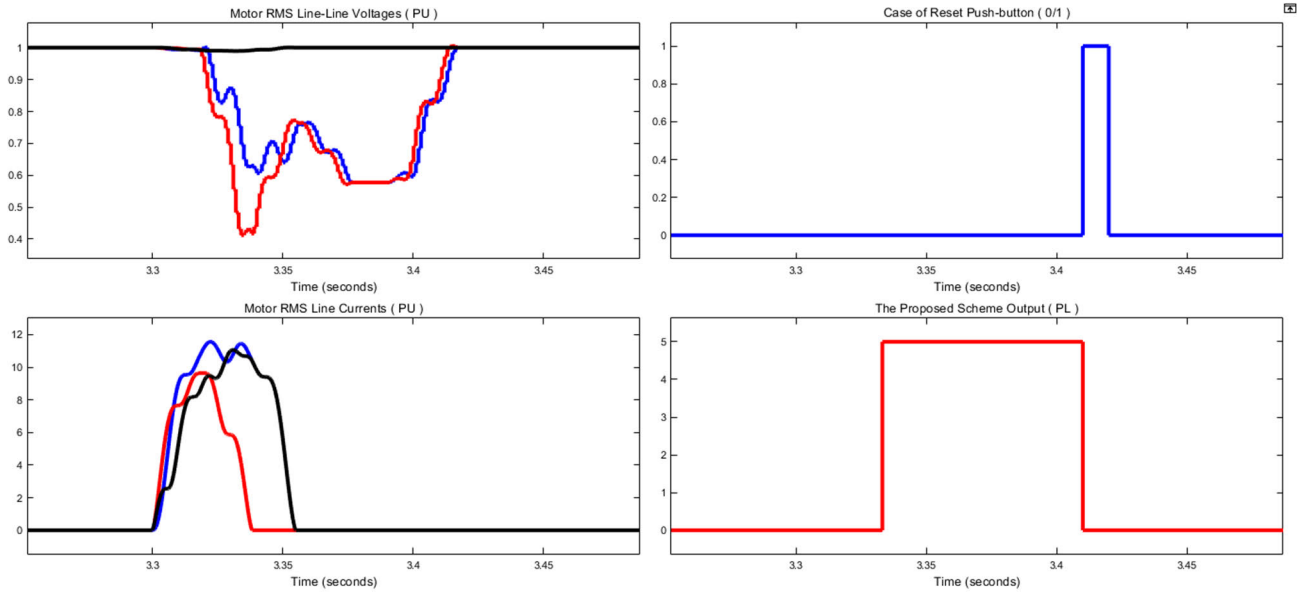 Motor RMS Line-Line Voltages ( PU )
1
0.9
0.8
0.7
0.6
0.5
0.4
3.3 3.35 3.4 3.45
Time (seconds)
Case of Reset Push-button ( 0/1 )
1
0.8
0.6
0.4
0.2
0
3.3 3.35 3.4 3.45
Time (seconds)
Motor RMS Line Currents ( PU )
12
10
8
6
4
2
0
3.3 3.35 3.4 3.45
Time (seconds)
The Proposed Scheme Output ( PL )
5
4
3
2
1
0
3.3 3.35 3.4 3.45
Time (seconds)